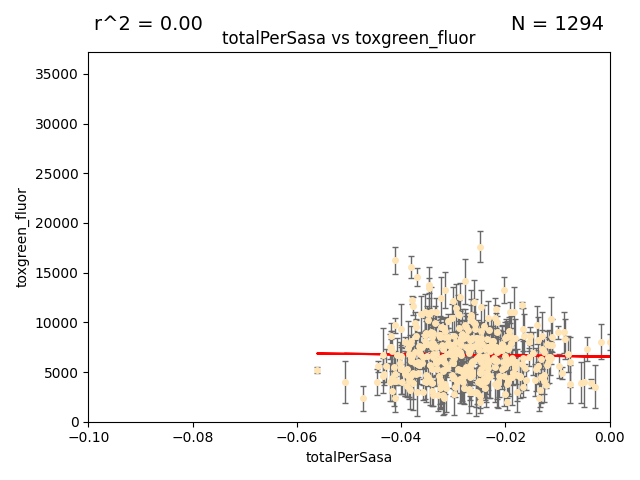 r^2 = 0.00
N = 1294
totalPerSasa vs toxgreen_fluor
35000
30000
25000
20000
15000
10000
5000
0
toxgreen_fluor
−0.10
−0.08
−0.06
−0.04
−0.02
0.00
totalPerSasa